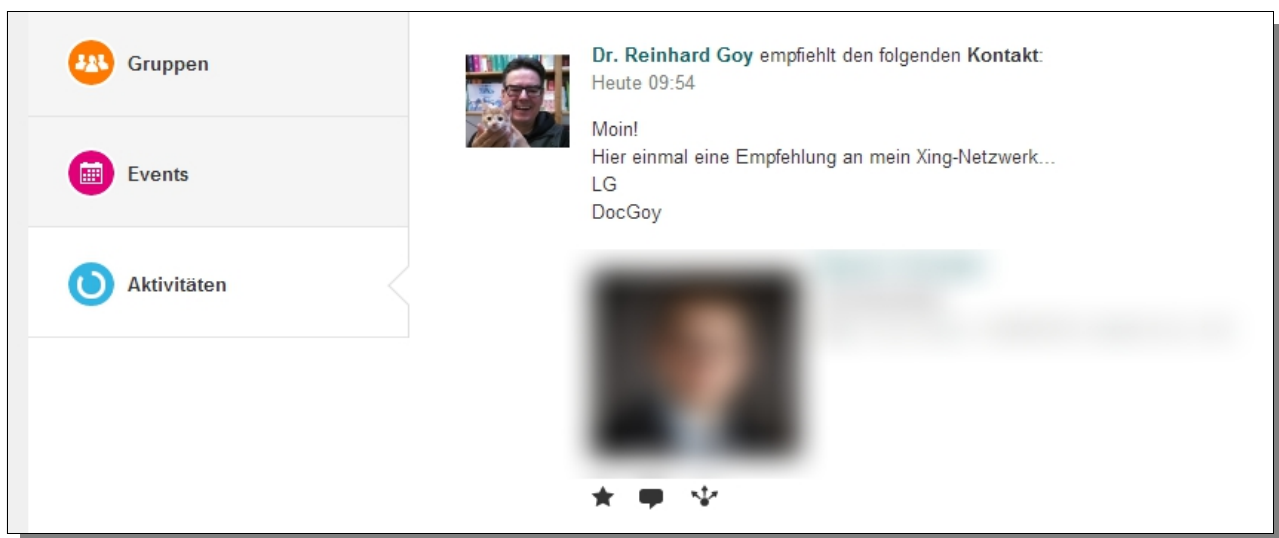 Gruppen
Events
Aktivitäten
Dr. Reinhard Goy empfiehlt den folgenden Kontakt:
Heute 09:54
Moin!
Hier einmal eine Empfehlung an mein Xing-Netzwerk...
LG
DocGoy